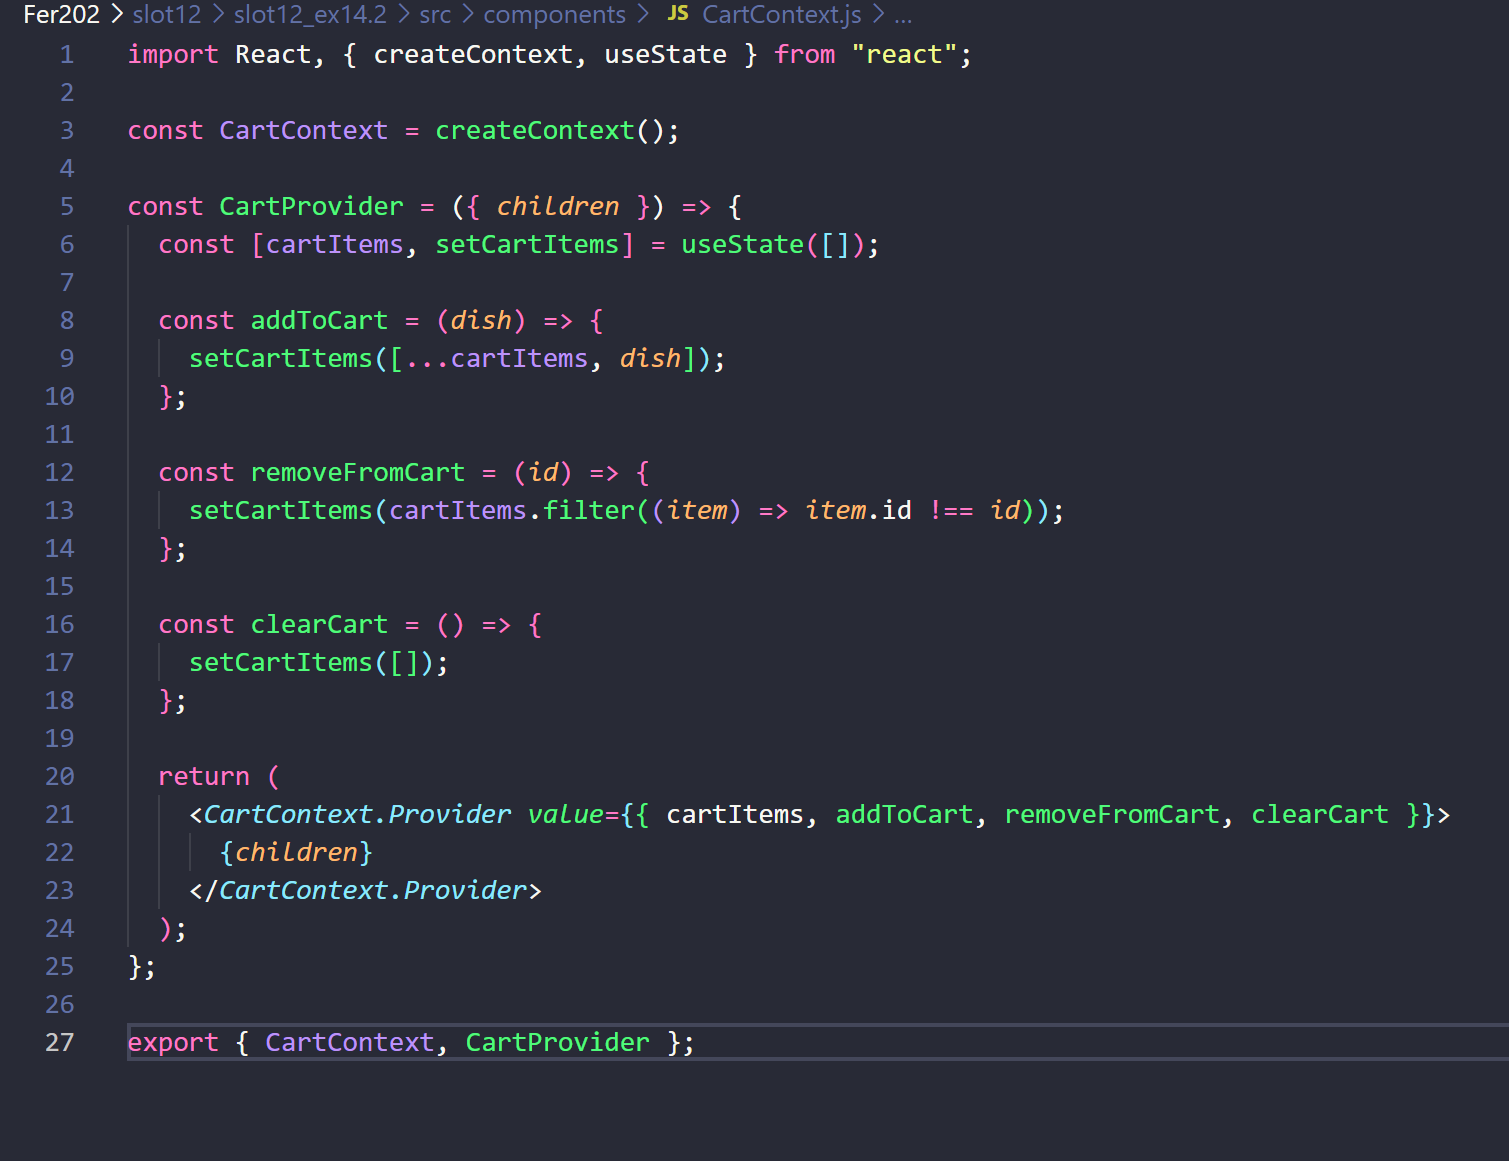 Fer202 > slot12 > slot12_ex14.2 > src > components > JS CartContext.js > ...
1 import React, { createContext, useState } from "react";
2
3 const CartContext = createContext();
4
5 const CartProvider = ({ children }) => {
6   const [cartItems, setCartItems] = useState([]);
7
8   const addToCart = (dish) => {
9     setCartItems([...cartItems, dish]);
10   };
11
12   const removeFromCart = (id) => {
13     setCartItems(cartItems.filter((item) => item.id !== id));
14   };
15
16   const clearCart = () => {
17     setCartItems([]);
18   };
19
20   return (
21     <CartContext.Provider value={{ cartItems, addToCart, removeFromCart, clearCart }}>
22       {children}
23     </CartContext.Provider>
24   );
25 };
26
27 export { CartContext, CartProvider };